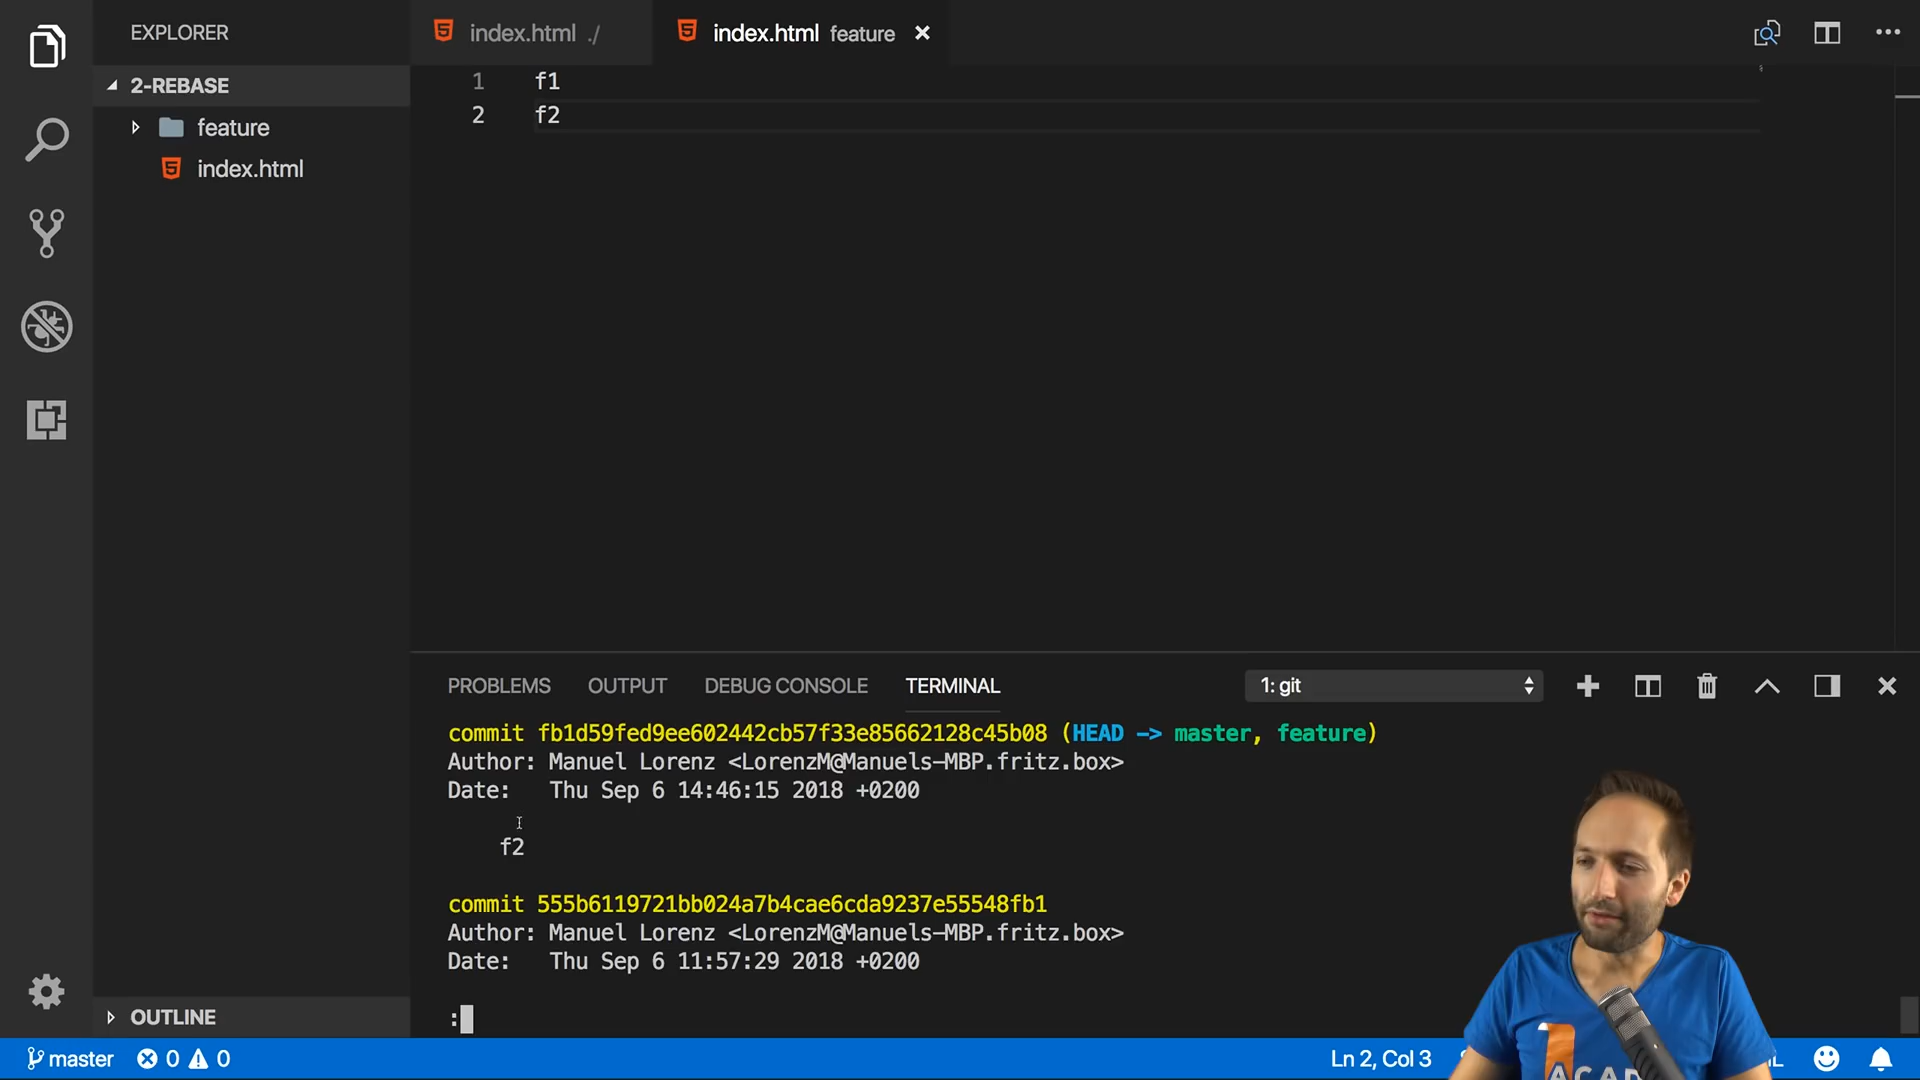 EXPLORER
index.html ./
index.html feature
2-REBASE
feature
index.html
1 f1
2 f2
PROBLEMS OUTPUT DEBUG CONSOLE TERMINAL
1: git
commit fb1d59fed9ee602442cb57f33e85662128c45b08 (HEAD -> master, feature)
Author: Manuel Lorenz <LorenzM@Manuels-MBP.fritz.box>
Date: Thu Sep 6 14:46:15 2018 +0200
f2
commit 555b6119721bb024a7b4cae6cda9237e55548fb1
Author: Manuel Lorenz <LorenzM@Manuels-MBP.fritz.box>
Date: Thu Sep 6 11:57:29 2018 +0200
:
OUTLINE
master 0 0
Ln 2, Col 3
ACAD